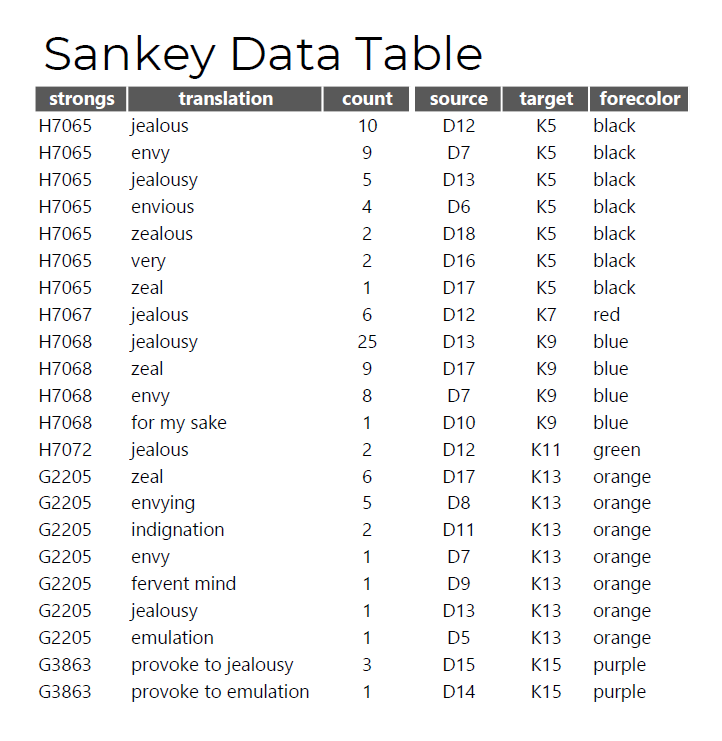 Sankey Data Table
strongs translation count source target forecolor
H7065 jealous 10 D12 K5 black
H7065 envy 9 D7 K5 black
H7065 jealousy 5 D13 K5 black
H7065 envious 4 D6 K5 black
H7065 zealous 2 D18 K5 black
H7065 very 2 D16 K5 black
H7065 zeal 1 D17 K5 black
H7067 jealous 6 D12 K7 red
H7068 jealousy 25 D13 K9 blue
H7068 zeal 9 D17 K9 blue
H7068 envy 8 D7 K9 blue
H7068 for my sake 1 D10 K9 blue
H7072 jealous 2 D12 K11 green
G2205 zeal 6 D17 K13 orange
G2205 envying 5 D8 K13 orange
G2205 indignation 2 D11 K13 orange
G2205 envy 1 D7 K13 orange
G2205 fervent mind 1 D9 K13 orange
G2205 jealousy 1 D13 K13 orange
G2205 emulation 1 D5 K13 orange
G3863 provoke to jealousy 3 D15 K15 purple
G3863 provoke to emulation 1 D14 K15 purple